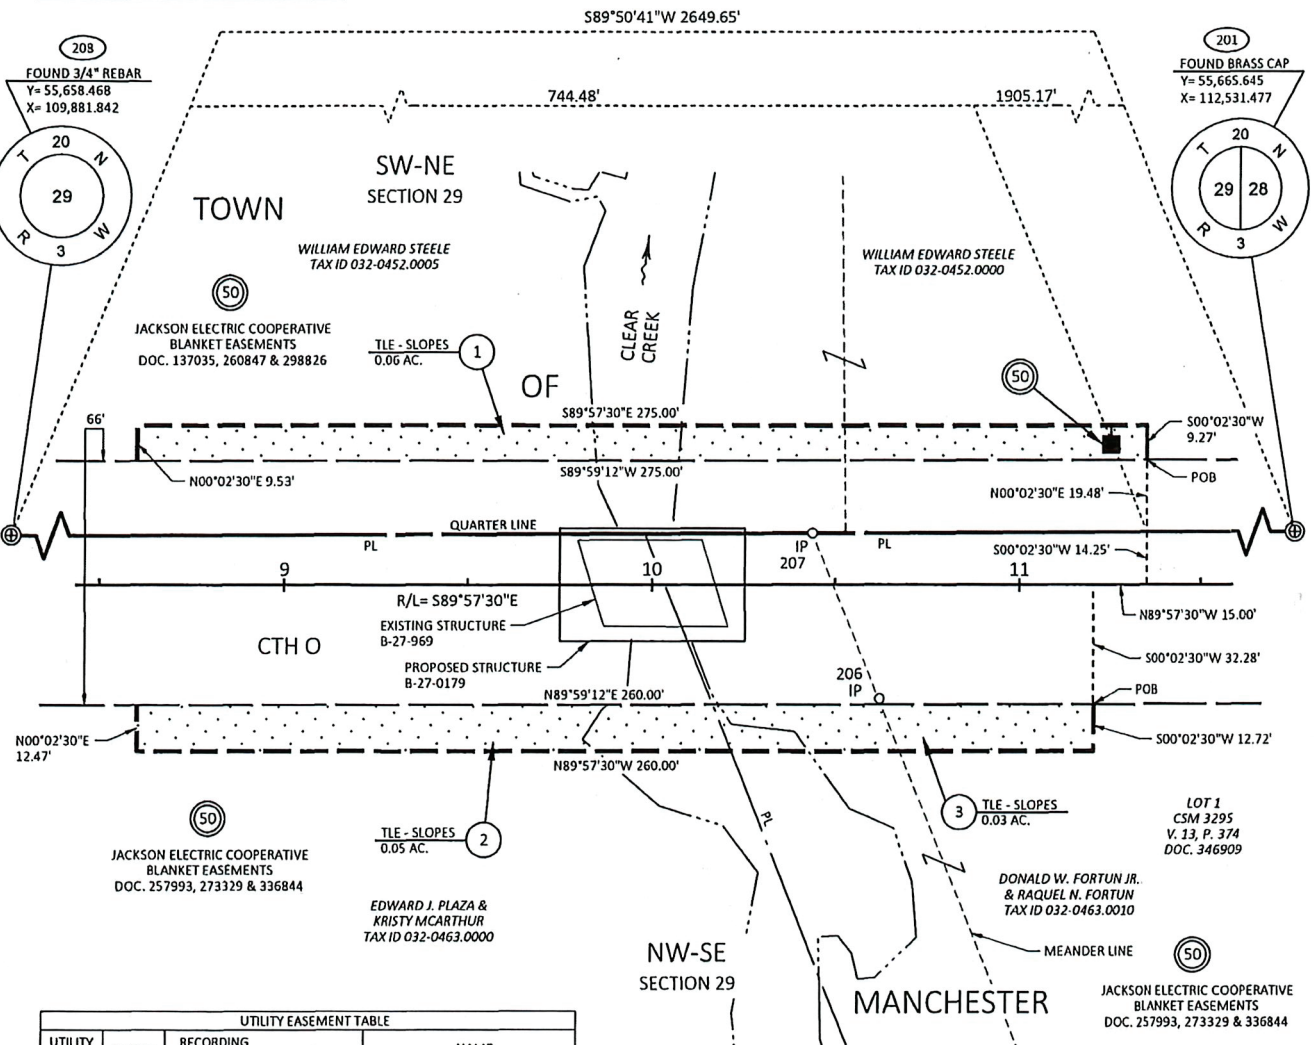 S89°50'41"W 2649.65'
208
FOUND 3/4" REBAR
Y= 55,658.468
X= 109,881.842
20
T N
29
R W
3
201
FOUND BRASS CAP
Y= 55,665.645
X= 112,531.477
20
T N
29 28
R W
3
744.48'
1905.17'
SW-NE
SECTION 29
TOWN
WILLIAM EDWARD STEELE
TAX ID 032-0452.0005
WILLIAM EDWARD STEELE
TAX ID 032-0452.0000
50
JACKSON ELECTRIC COOPERATIVE
BLANKET EASEMENTS
DOC. 137035, 260847 & 298826
TLE - SLOPES
0.06 AC.
1
CLEAR
CREEK
OF
50
66'
S89°57'30"E 275.00'
S00°02'30"W
9.27'
S89°59'12"W 275.00'
N00°02'30"E 9.53'
POB
N00°02'30"E 19.48'
QUARTER LINE
PL
IP
207
PL
S00°02'30"W 14.25'
9
10
11
R/L= S89°57'30"E
N89°57'30"W 15.00'
EXISTING STRUCTURE
B-27-969
CTH O
PROPOSED STRUCTURE
B-27-0179
S00°02'30"W 32.28'
206
IP
N89°59'12"E 260.00'
POB
N00°02'30"E
12.47'
S00°02'30"W 12.72'
N89°57'30"W 260.00'
50
JACKSON ELECTRIC COOPERATIVE
BLANKET EASEMENTS
DOC. 257993, 273329 & 336844
TLE - SLOPES
0.05 AC.
2
PL
3
TLE - SLOPES
0.03 AC.
LOT 1
CSM 3295
V. 13, P. 374
DOC. 346909
EDWARD J. PLAZA &
KRISTY MCARTHUR
TAX ID 032-0463.0000
DONALD W. FORTUN JR.
& RAQUEL N. FORTUN
TAX ID 032-0463.0010
NW-SE
SECTION 29
MEANDER LINE
50
MANCHESTER
JACKSON ELECTRIC COOPERATIVE
BLANKET EASEMENTS
DOC. 257993, 273329 & 336844
UTILITY EASEMENT TABLE
UTILITY
RECORDING